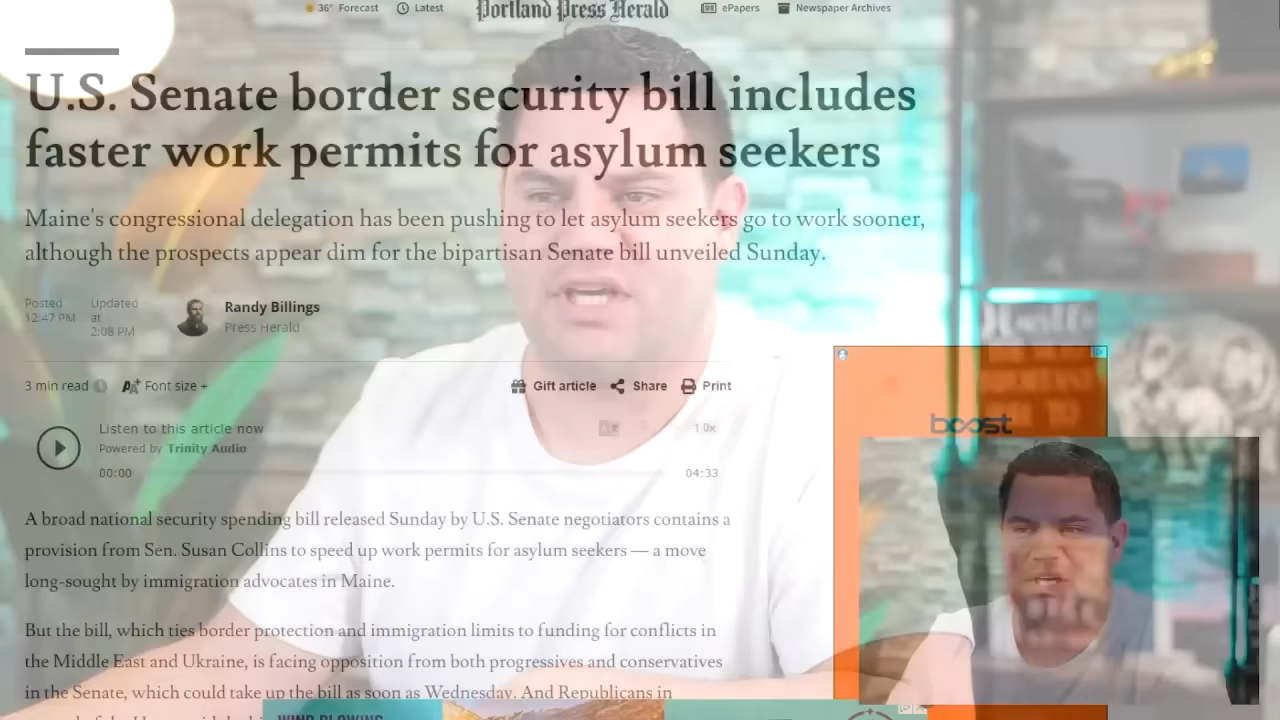 36° Forecast
Latest
Portland Press Herald
ePapers
Newspaper Archives
U.S. Senate border security bill includes
faster work permits for asylum seekers
Maine's congressional delegation has been pushing to let asylum seekers go to work sooner,
although the prospects appear dim for the bipartisan Senate bill unveiled Sunday.
Posted
12:47 PM
Updated
at
2:08 PM
Randy Billings
Press Herald
3 min read
Font size +
Gift article
Share
Print
Listen to this article now
Powered by Trinity Audio
1.0x
00:00
04:33
boost
A broad national security spending bill released Sunday by U.S. Senate negotiators contains a
provision from Sen. Susan Collins to speed up work permits for asylum seekers — a move
long-sought by immigration advocates in Maine.
But the bill, which ties border protection and immigration limits to funding for conflicts in
the Middle East and Ukraine, is facing opposition from both progressives and conservatives
in the Senate, which could take up the bill as soon as Wednesday. And Republicans in